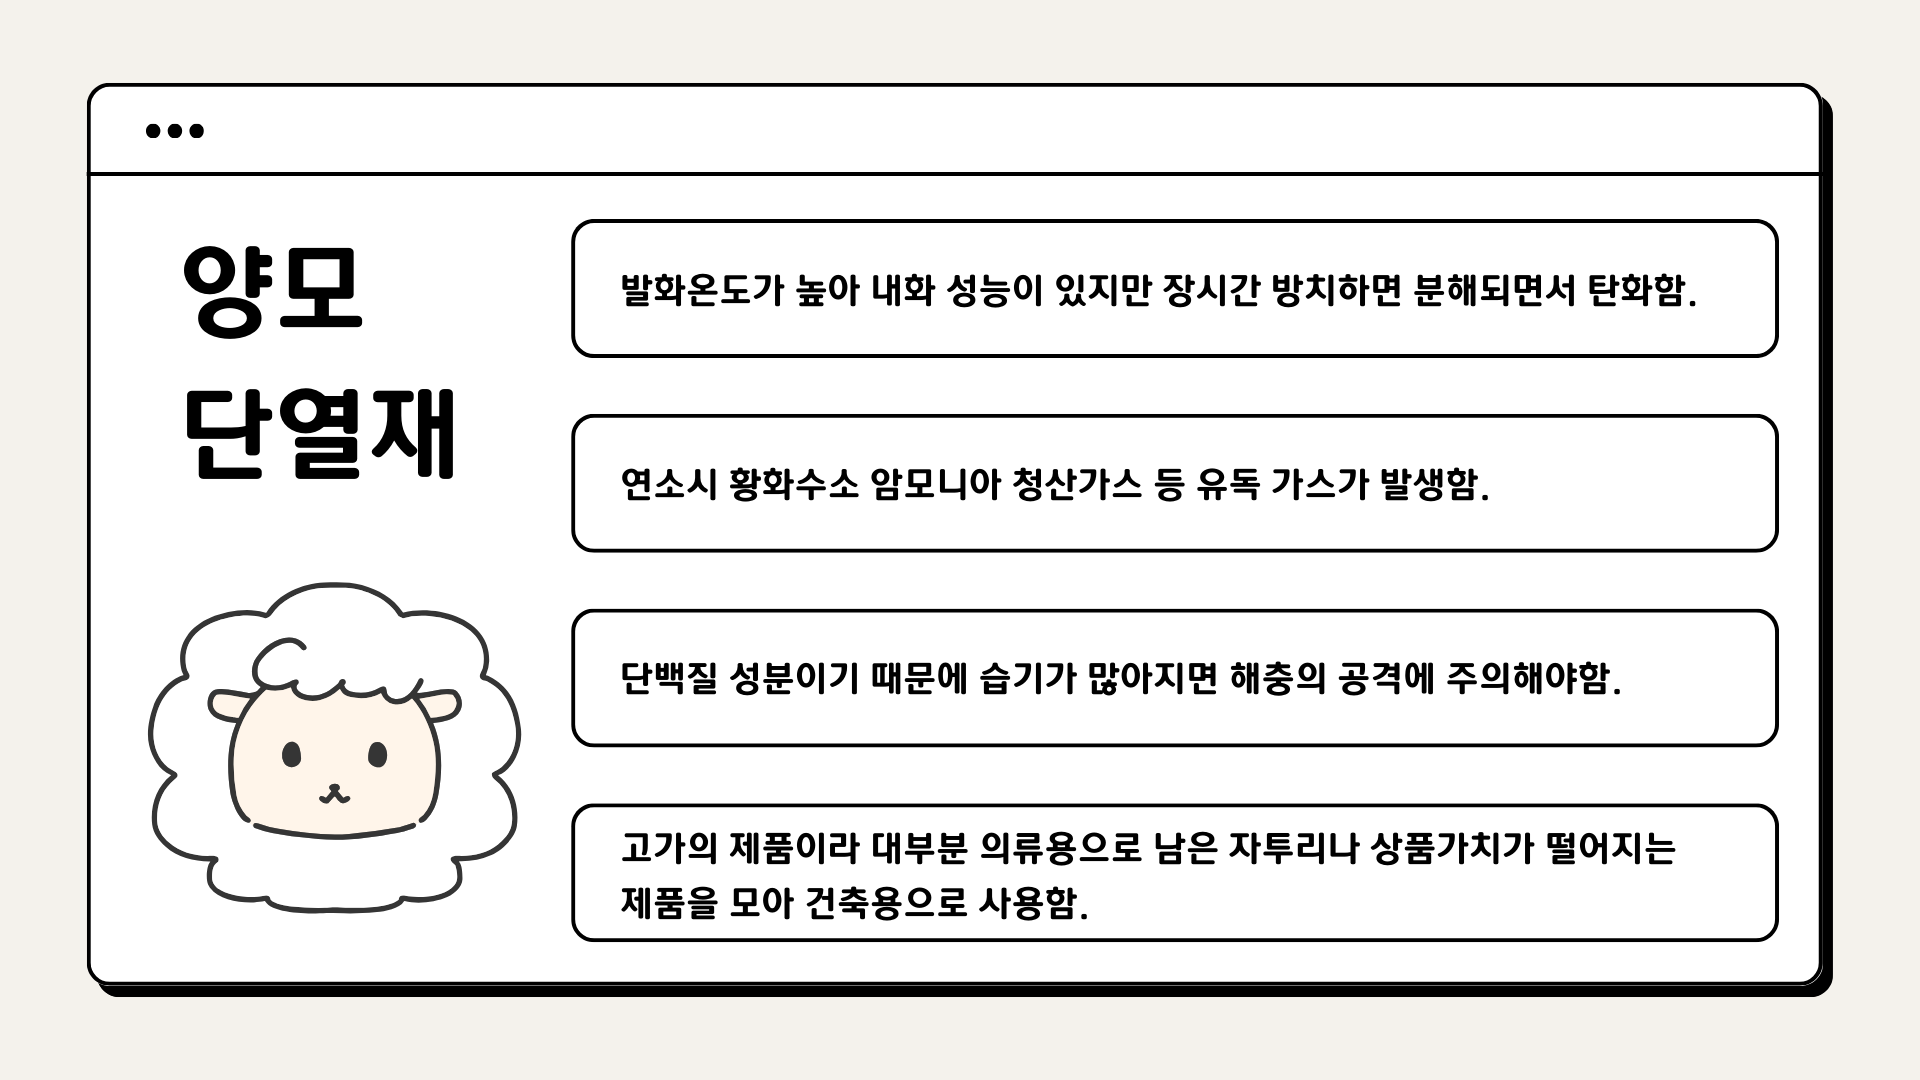 양모
단열재
발화온도가 높아 내화 성능이 있지만 장시간 방치하면 분해되면서 탄화함.
연소시 황화수소 암모니아 청산가스 등 유독 가스가 발생함.
단백질 성분이기 때문에 습기가 많아지면 해충의 공격에 주의해야함.
고가의 제품이라 대부분 의류용으로 남은 자투리나 상품가치가 떨어지는
제품을 모아 건축용으로 사용함.